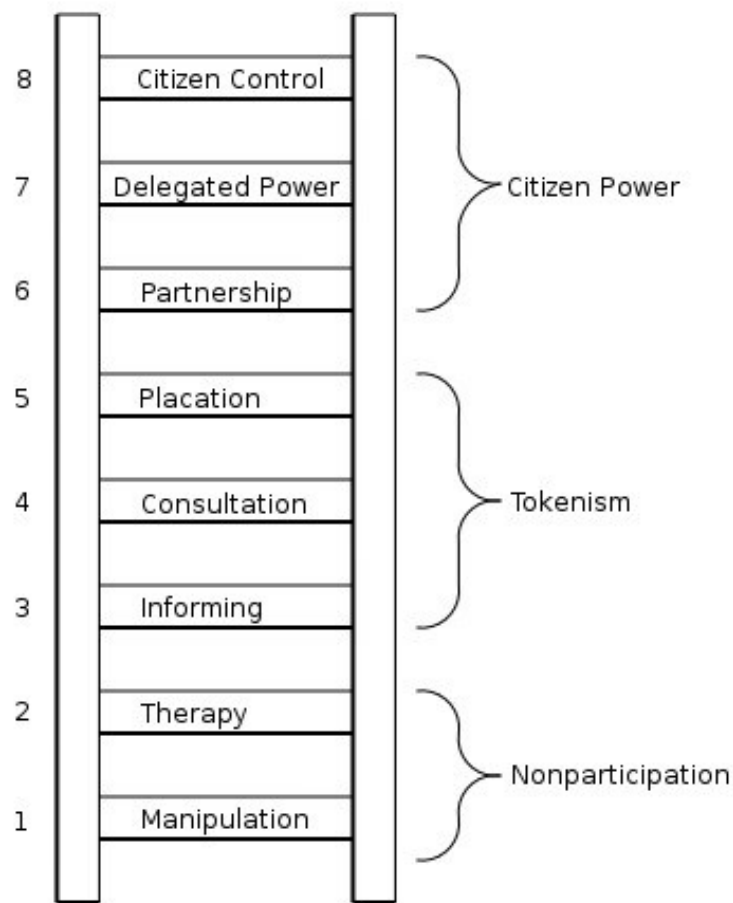 8 Citizen Control
7 Delegated Power
Citizen Power
6 Partnership
5 Placation
4 Consultation
Tokenism
3 Informing
2 Therapy
Nonparticipation
1 Manipulation